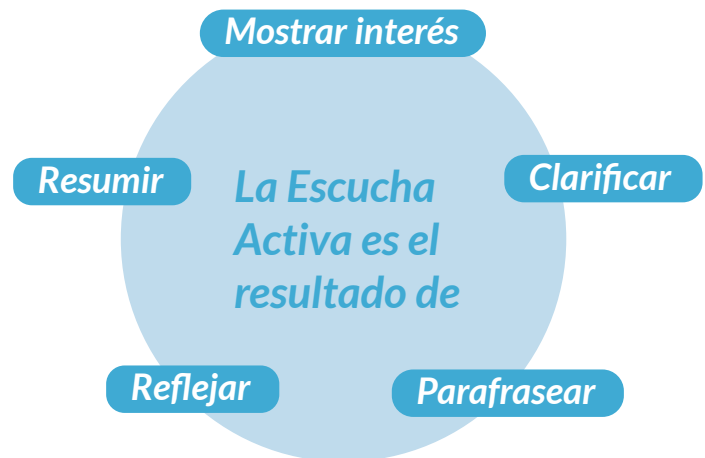 Mostrar interés
Clarificar
Resumir
La Escucha
Activa es el
resultado de
Reflejar
Parafrasear